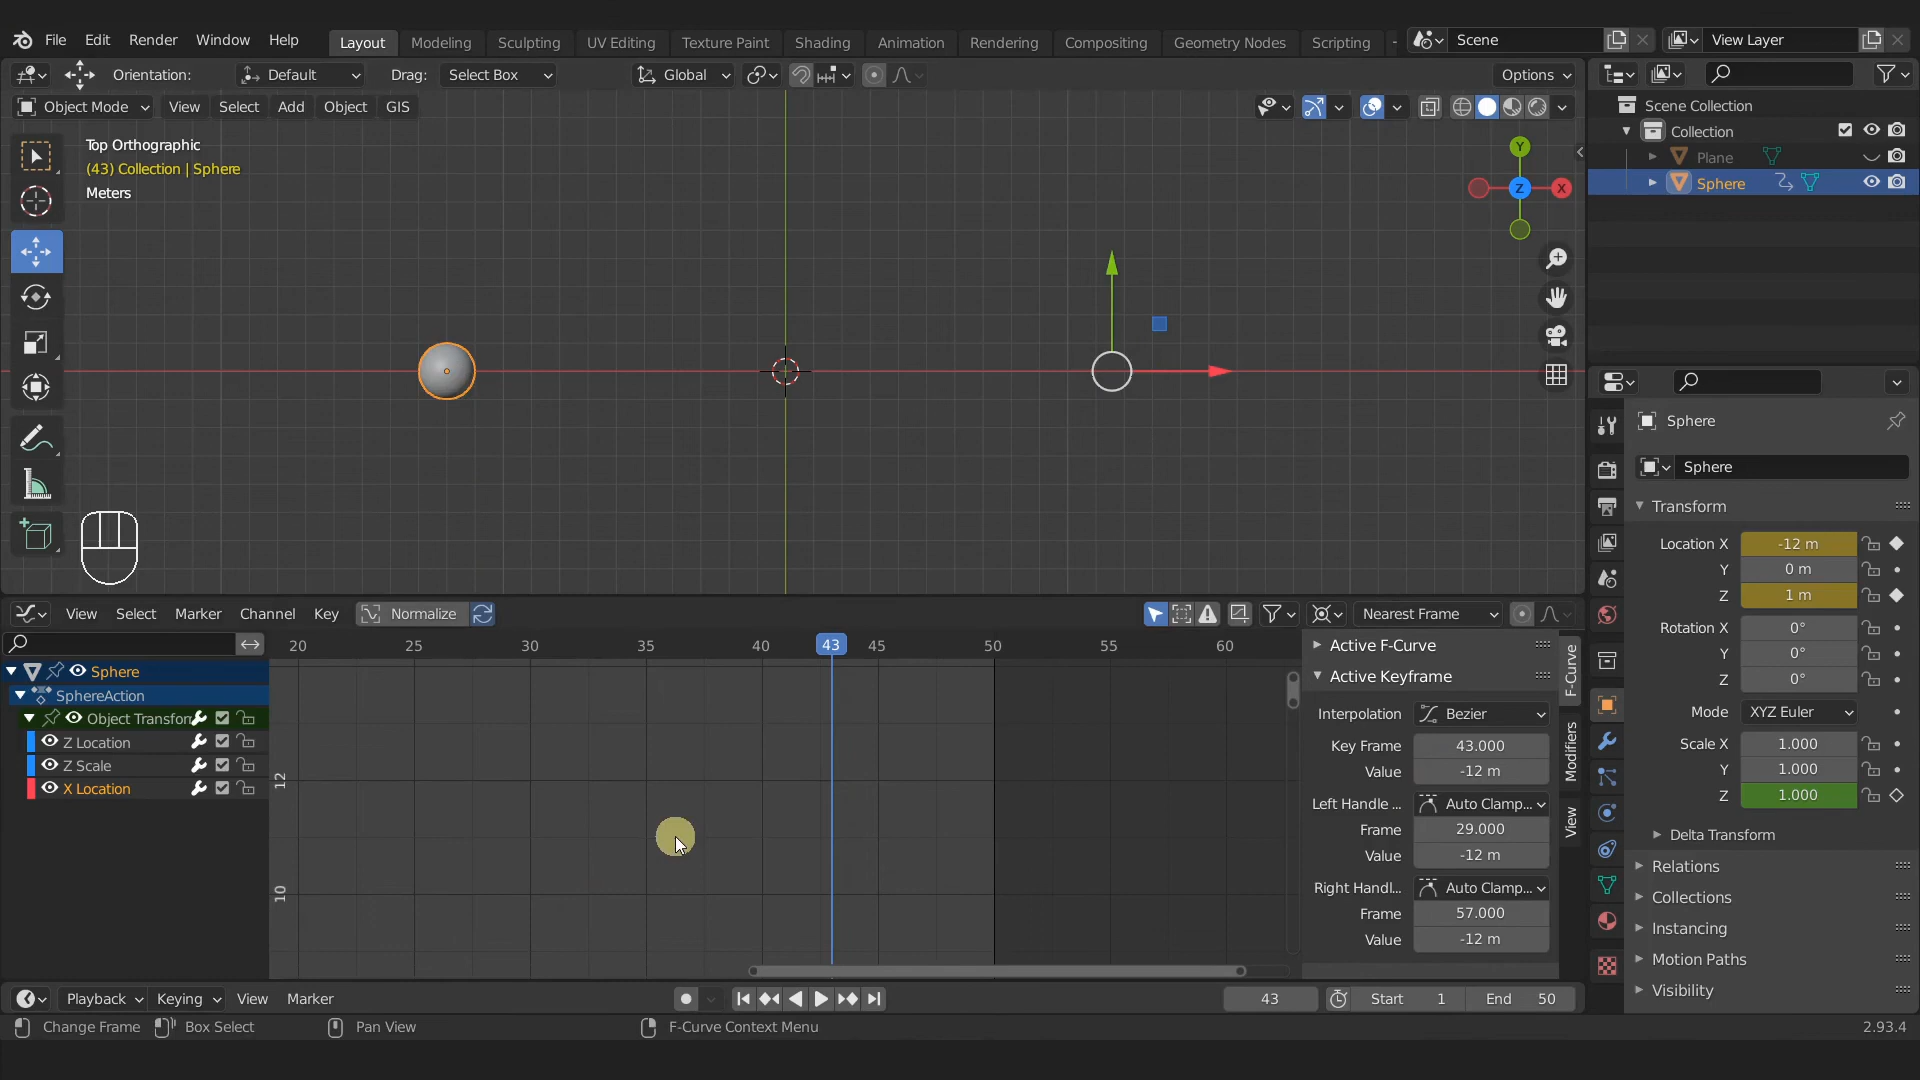 File Edit Render Window Help Layout Modeling Sculpting UV Editing Texture Paint Shading Animation Rendering Compositing Geometry Nodes Scripting Scene View Layer
Orientation: Default Drag: Select Box Global Options
Object Mode View Select Add Object GIS
Scene Collection
Collection
Plane
Sphere
Top Orthographic
(43) Collection | Sphere
Meters
Y
Z X
Sphere
Sphere
Transform
Location X -12 m
Y 0 m
Z 1 m
Rotation X 0°
Y 0°
Z 0°
Mode XYZ Euler
Scale X 1.000
Y 1.000
Z 1.000
Delta Transform
Relations
Collections
Instancing
Motion Paths
Visibility
View Select Marker Channel Key Normalize Nearest Frame
20 25 30 35 40 43 45 50 55 60
Sphere
SphereAction
Object Transfor
Z Location
Z Scale
X Location
12
10
Active F-Curve
Active Keyframe
Interpolation Bezier
Key Frame 43.000
Value -12 m
Left Handle ... Auto Clamp...
Frame 29.000
Value -12 m
Right Handl... Auto Clamp...
Frame 57.000
Value -12 m
F-Curve
Modifiers
View
Playback Keying View Marker 43 Start 1 End 50
Change Frame Box Select Pan View F-Curve Context Menu 2.93.4